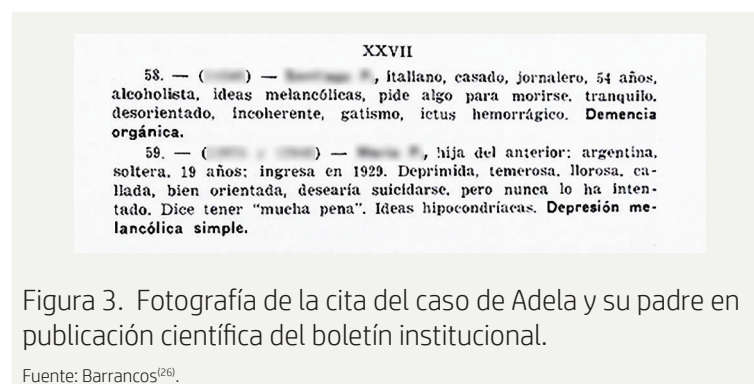 XXVII
58. — ( ) — , italiano, casado, jornalero, 54 años,
alcoholista, ideas melancólicas, pide algo para morirse, tranquilo,
desorientado, incoherente, gatismo, ictus hemorrágico. Demencia
orgánica.
59. — ( ) — , hija del anterior: argentina,
soltera, 19 años: ingresa en 1929. Deprimida, temerosa, llorosa, ca-
llada, bien orientada, desearía suicidarse, pero nunca lo ha inten-
tado. Dice tener "mucha pena". Ideas hipocondríacas. Depresión me-
lancólica simple.
Figura 3. Fotografía de la cita del caso de Adela y su padre en
publicación científica del boletín institucional.
Fuente: Barrancos(26).